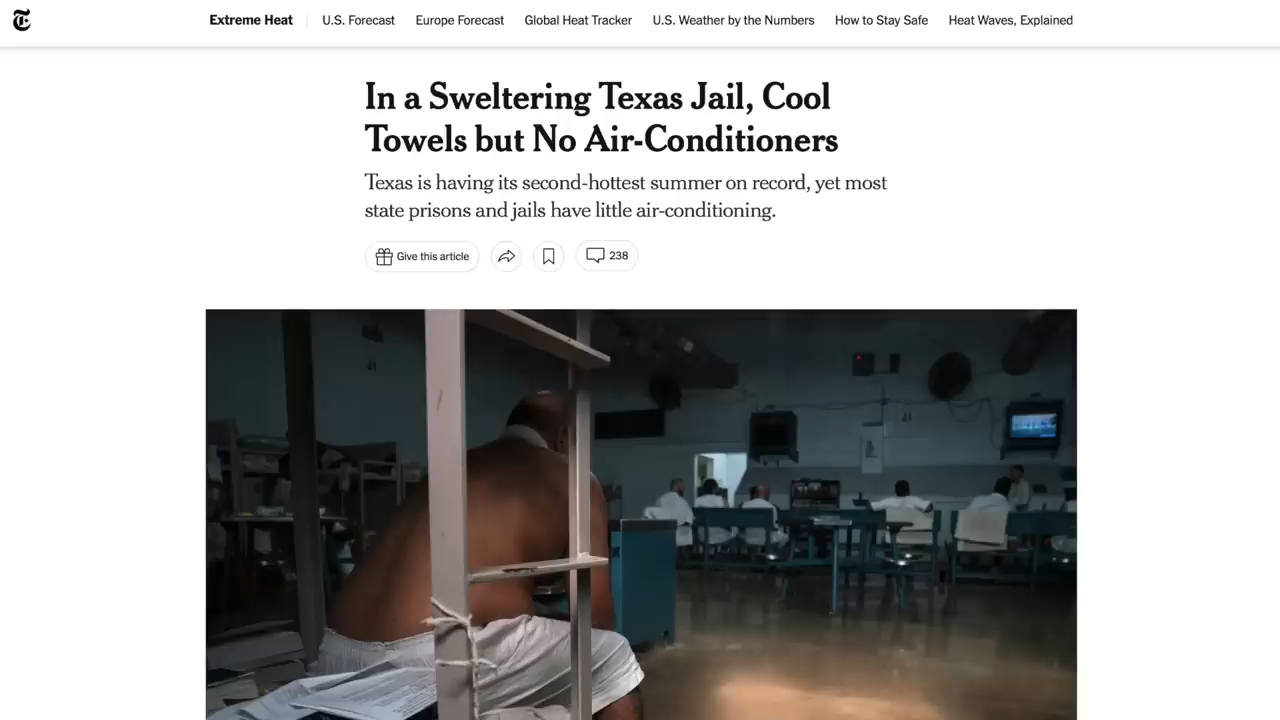 T
Extreme Heat U.S. Forecast Europe Forecast Global Heat Tracker U.S. Weather by the Numbers How to Stay Safe Heat Waves, Explained
In a Sweltering Texas Jail, Cool
Towels but No Air-Conditioners
Texas is having its second-hottest summer on record, yet most
state prisons and jails have little air-conditioning.
Give this article 238